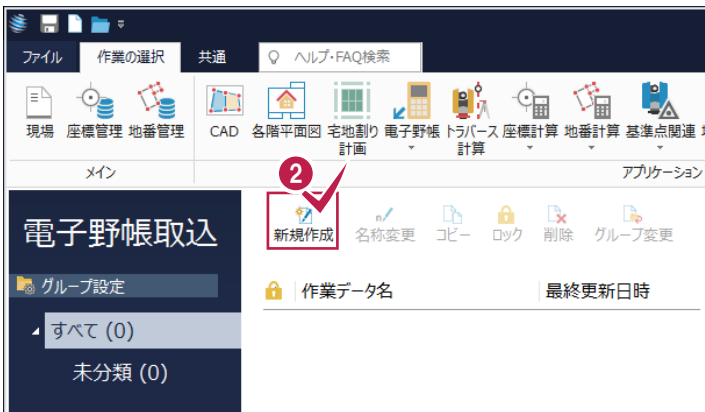 ファイル 作業の選択 共通 ヘルプ・FAQ検索
現場 座標管理 地番管理 CAD 各階平面図 宅地割り計画 電子野帳 トラバース計算 座標計算 地番計算 基準点関連
メイン アプリケーション
2
電子野帳取込
新規作成 名称変更 コピー ロック 削除 グループ変更
グループ設定
作業データ名 最終更新日時
すべて (0)
未分類 (0)